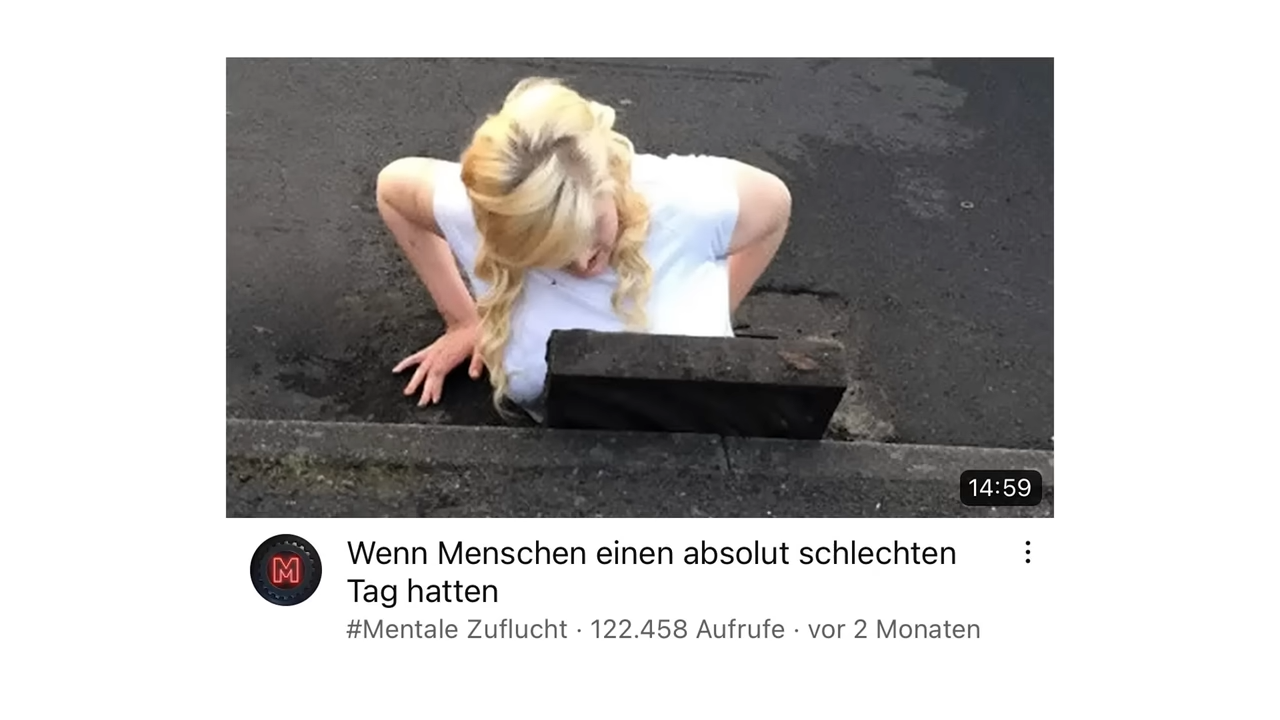 14:59
M
Wenn Menschen einen absolut schlechten
Tag hatten
#Mentale Zuflucht · 122.458 Aufrufe · vor 2 Monaten